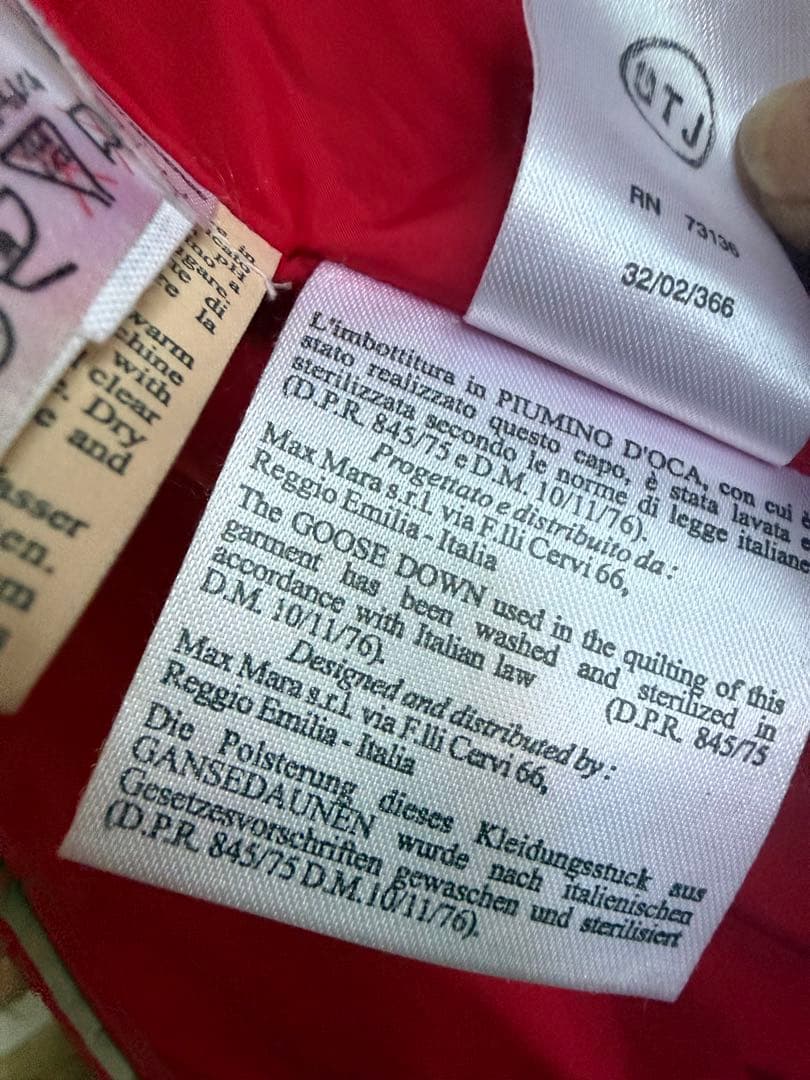 UTJ
RN 73136
32/02/366
L'imbottitura in PIUMINO D'OCA, con cui è
stato realizzato questo capo, è stata lavata e
sterilizzata secondo le norme di legge italiane
(D.P.R. 845/75 e D.M. 10/11/76).
Progettato e distribuito da:
Max Mara s.r.l. via F.lli Cervi 66,
Reggio Emilia - Italia
The GOOSE DOWN used in the quilting of this
garment has been washed and sterilized in
accordance with Italian law (D.P.R. 845/75
D.M. 10/11/76).
Designed and distributed by:
Max Mara s.r.l. via F.lli Cervi 66,
Reggio Emilia - Italia
Die Polsterung dieses Kleidungsstuck aus
GANSEDAUNEN wurde nach italienischen
Gesetzesvorschriften gewaschen und sterilisiert
(D.P.R. 845/75 D.M. 10/11/76).
di
re la
warm
with
clear
Dry
and